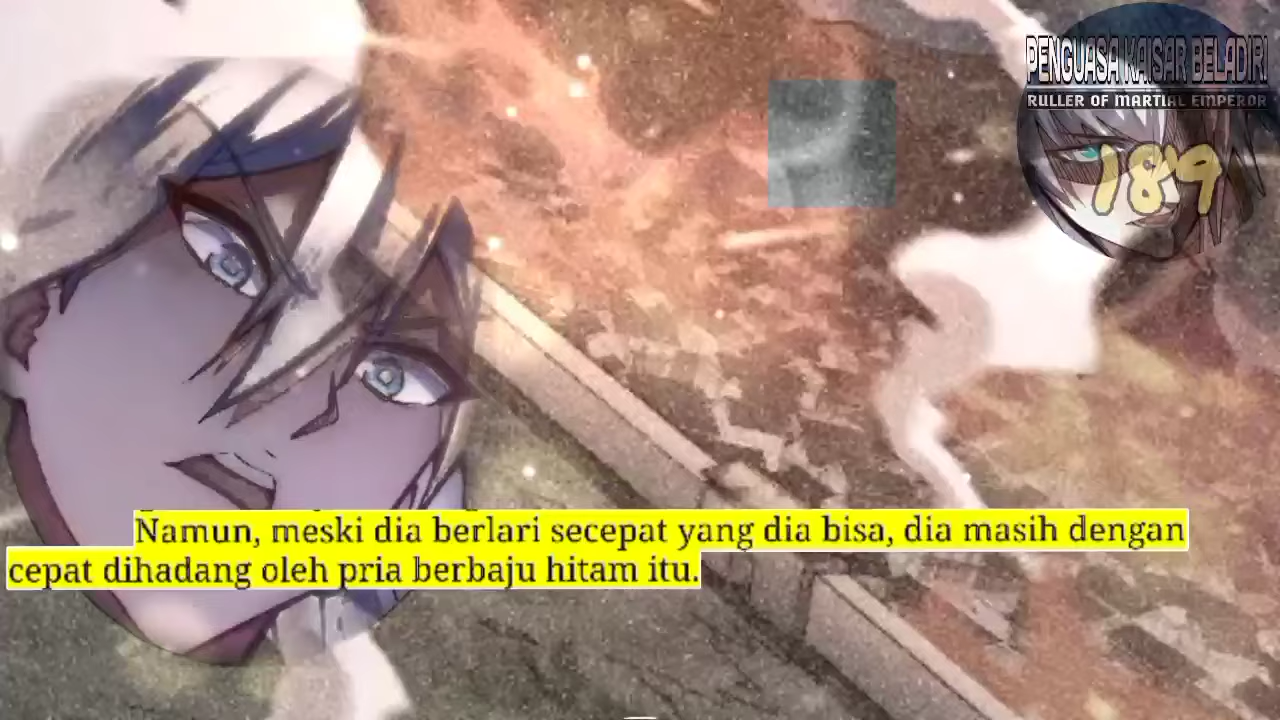 PENGUASA KAISAR BELADIRI
RULLER OF MARTIAL EMPEROR
189
Namun, meski dia berlari secepat yang dia bisa, dia masih dengan
cepat dihadang oleh pria berbaju hitam itu.